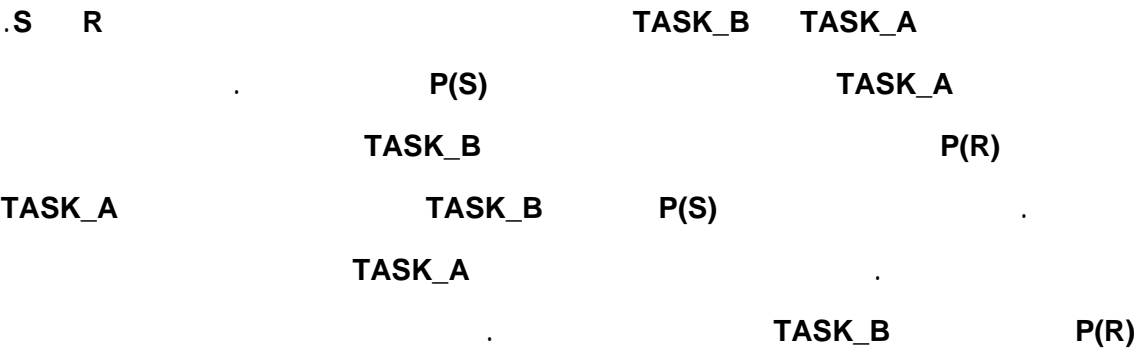 TASK_A TASK_B R S.
TASK_A P(S) .
P(R) TASK_B
. P(S) TASK_B TASK_A
. TASK_A
P(R) TASK_B .